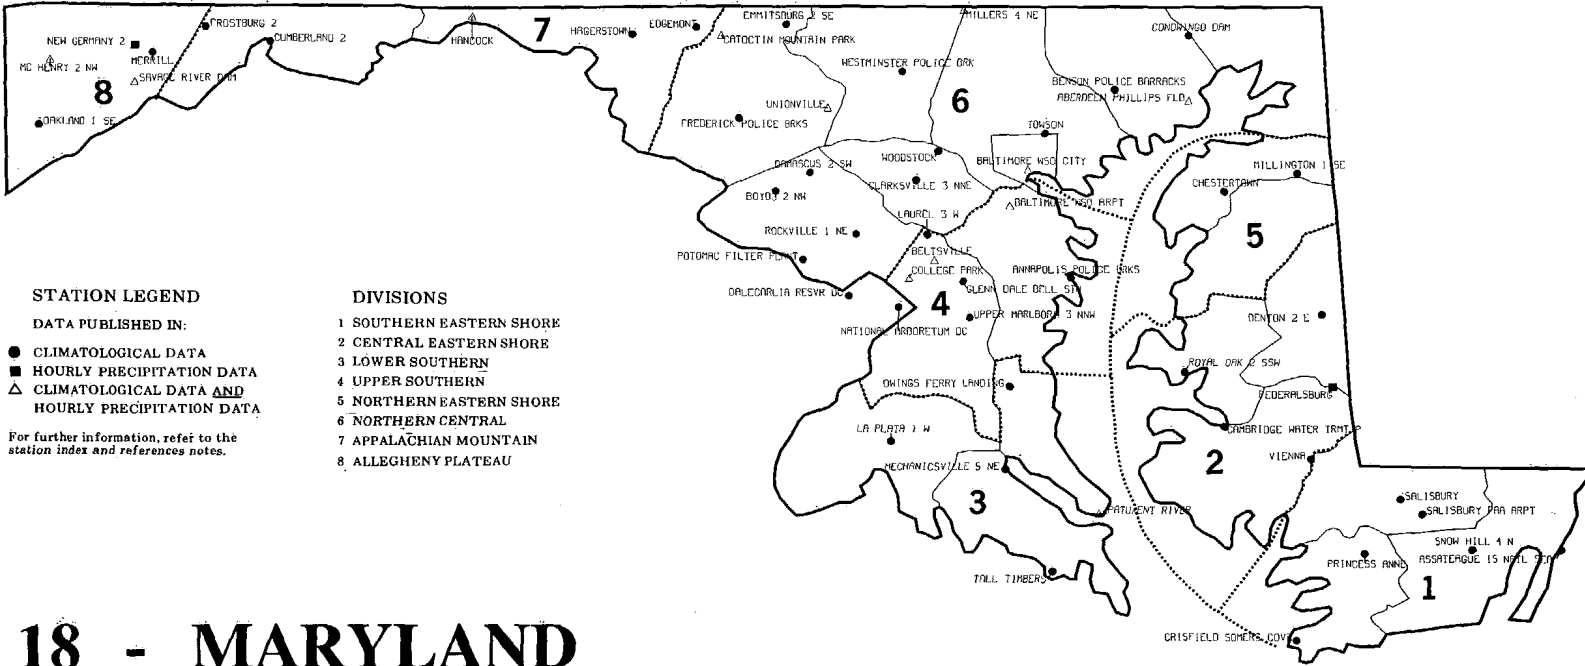 FROSTBURG 2
NEW GERMANY 2
MERRILL
MC HENRY 2 NW
SAVAGE RIVER DAM
8
OAKLAND 1 SE
CUMBERLAND 2
HANCOCK
7
HAGERSTOWN
EDGEMONT
EMMITSBURG 2 SE
CATOCTIN MOUNTAIN PARK
MILLERS 4 NE
CONOWINGO DAM
WESTMINSTER POLICE BRK
BENSON POLICE BARRACKS
ABERDEEN PHILLIPS FLD
6
UNIONVILLE
FREDERICK POLICE BRKS
TOWSON
WOODSTOCK
BALTIMORE WSO CITY
DAMASCUS 2 SW
CLARKSVILLE 3 NNE
BOYDS 2 NW
BALTIMORE WSO ARPT
MILLINGTON 1 SE
CHESTERTOWN
5
LAUREL 3 W
ROCKVILLE 1 NE
BELTSVILLE
POTOMAC FILTER PLANT
COLLEGE PARK
ANNAPOLIS POLICE BRKS
GLENN DALE BELL STN
DALECARLIA RESVR DC
4
UPPER MARLBORO 3 NNW
NATIONAL ARBORETUM DC
DENTON 2 E
ROYAL OAK 2 SSW
OWINGS FERRY LANDING
FEDERALSBURG
LA PLATA 1 W
CAMBRIDGE WATER TRMT P
MECHANICSVILLE 5 NE
VIENNA
2
3
PATUXENT RIVER
SALISBURY
SALISBURY FAA ARPT
SNOW HILL 4 N
ASSATEAGUE IS NATL SEA
PRINCESS ANNE
1
TALL TIMBERS
CRISFIELD SOMERS COVE
STATION LEGEND
DATA PUBLISHED IN:
CLIMATOLOGICAL DATA
HOURLY PRECIPITATION DATA
CLIMATOLOGICAL DATA AND
HOURLY PRECIPITATION DATA
For further information, refer to the
station index and references notes.
DIVISIONS
1 SOUTHERN EASTERN SHORE
2 CENTRAL EASTERN SHORE
3 LOWER SOUTHERN
4 UPPER SOUTHERN
5 NORTHERN EASTERN SHORE
6 NORTHERN CENTRAL
7 APPALACHIAN MOUNTAIN
8 ALLEGHENY PLATEAU
18 - MARYLAND